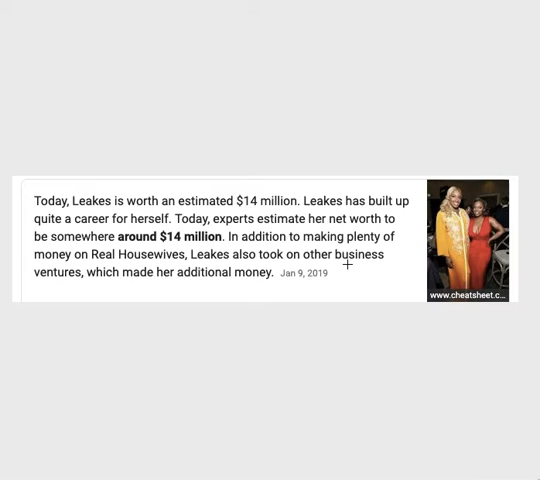 Today, Leakes is worth an estimated $14 million. Leakes has built up
quite a career for herself. Today, experts estimate her net worth to
be somewhere around $14 million. In addition to making plenty of
money on Real Housewives, Leakes also took on other business
ventures, which made her additional money. Jan 9, 2019
www.cheatsheet.c...